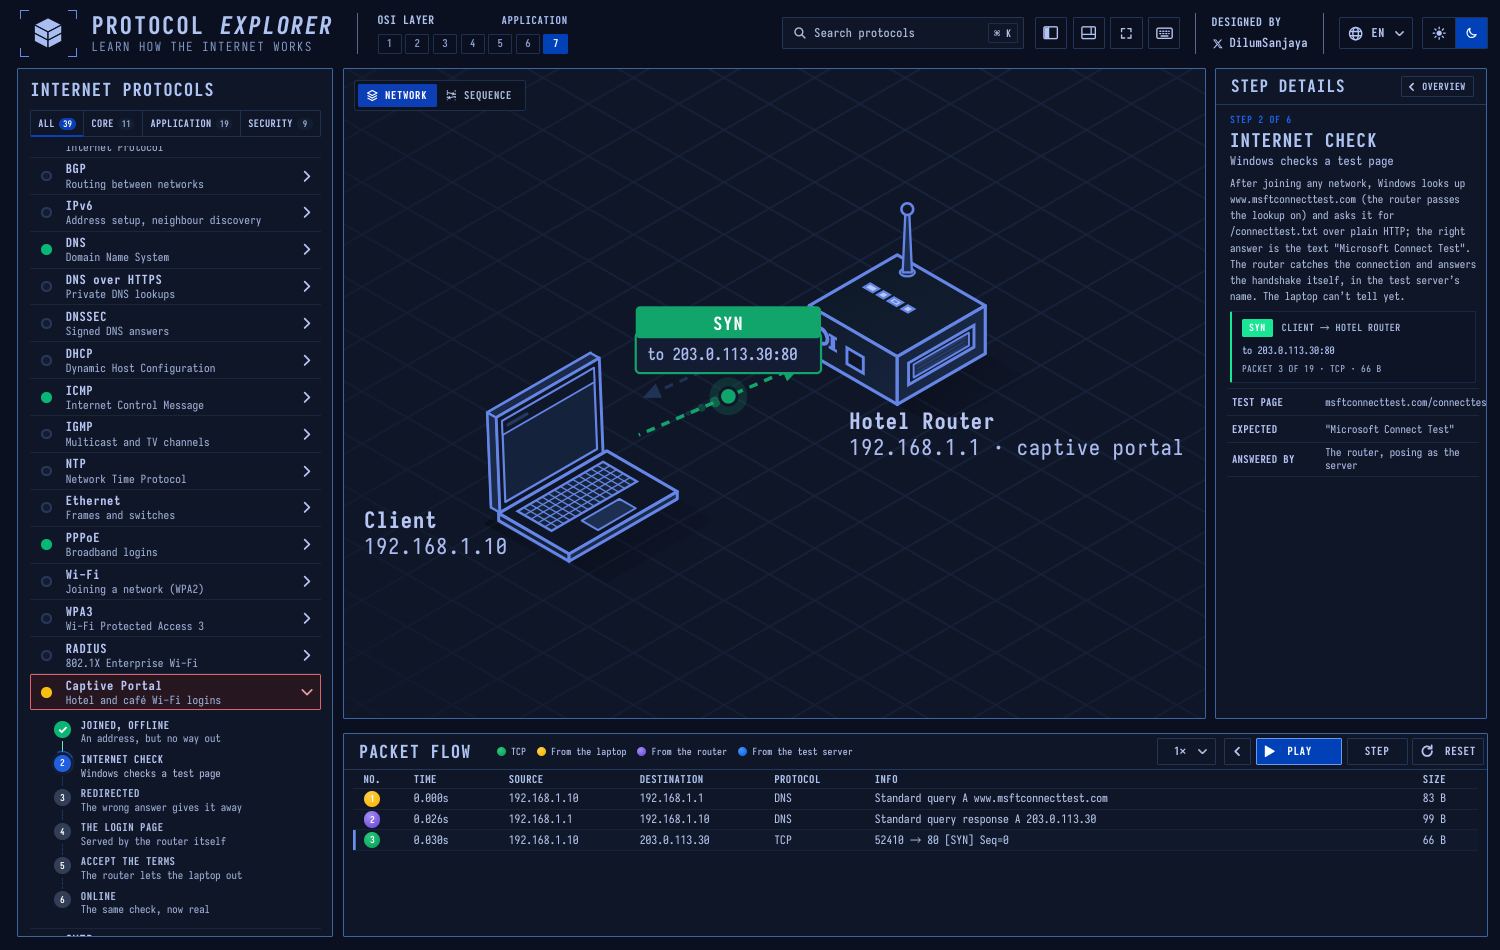 PROTOCOL EXPLORER
LEARN HOW THE INTERNET WORKS
OSI LAYER APPLICATION
1 2 3 4 5 6 7
Search protocols ⌘ K
DESIGNED BY
DilumSanjaya
EN
INTERNET PROTOCOLS
ALL 39 CORE 11 APPLICATION 19 SECURITY 9
Internet Protocol
BGP
Routing between networks
IPv6
Address setup, neighbour discovery
DNS
Domain Name System
DNS over HTTPS
Private DNS lookups
DNSSEC
Signed DNS answers
DHCP
Dynamic Host Configuration
ICMP
Internet Control Message
IGMP
Multicast and TV channels
NTP
Network Time Protocol
Ethernet
Frames and switches
PPPoE
Broadband logins
Wi-Fi
Joining a network (WPA2)
WPA3
Wi-Fi Protected Access 3
RADIUS
802.1X Enterprise Wi-Fi
Captive Portal
Hotel and café Wi-Fi logins
JOINED, OFFLINE
An address, but no way out
2 INTERNET CHECK
Windows checks a test page
3 REDIRECTED
The wrong answer gives it away
4 THE LOGIN PAGE
Served by the router itself
5 ACCEPT THE TERMS
The router lets the laptop out
6 ONLINE
The same check, now real
NETWORK SEQUENCE
SYN
to 203.0.113.30:80
Hotel Router
192.168.1.1 · captive portal
Client
192.168.1.10
STEP DETAILS OVERVIEW
STEP 2 OF 6
INTERNET CHECK
Windows checks a test page
After joining any network, Windows looks up
www.msftconnecttest.com (the router passes
the lookup on) and asks it for
/connecttest.txt over plain HTTP; the right
answer is the text "Microsoft Connect Test".
The router catches the connection and answers
the handshake itself, in the test server's
name. The laptop can't tell yet.
SYN CLIENT → HOTEL ROUTER
to 203.0.113.30:80
PACKET 3 OF 19 · TCP · 66 B
TEST PAGE msftconnecttest.com/connecttes
EXPECTED "Microsoft Connect Test"
ANSWERED BY The router, posing as the
server
PACKET FLOW TCP From the laptop From the router From the test server
1× PLAY STEP RESET
NO. TIME SOURCE DESTINATION PROTOCOL INFO SIZE
1 0.000s 192.168.1.10 192.168.1.1 DNS Standard query A www.msftconnecttest.com 83 B
2 0.026s 192.168.1.1 192.168.1.10 DNS Standard query response A 203.0.113.30 99 B
3 0.030s 192.168.1.10 203.0.113.30 TCP 52410 → 80 [SYN] Seq=0 66 B